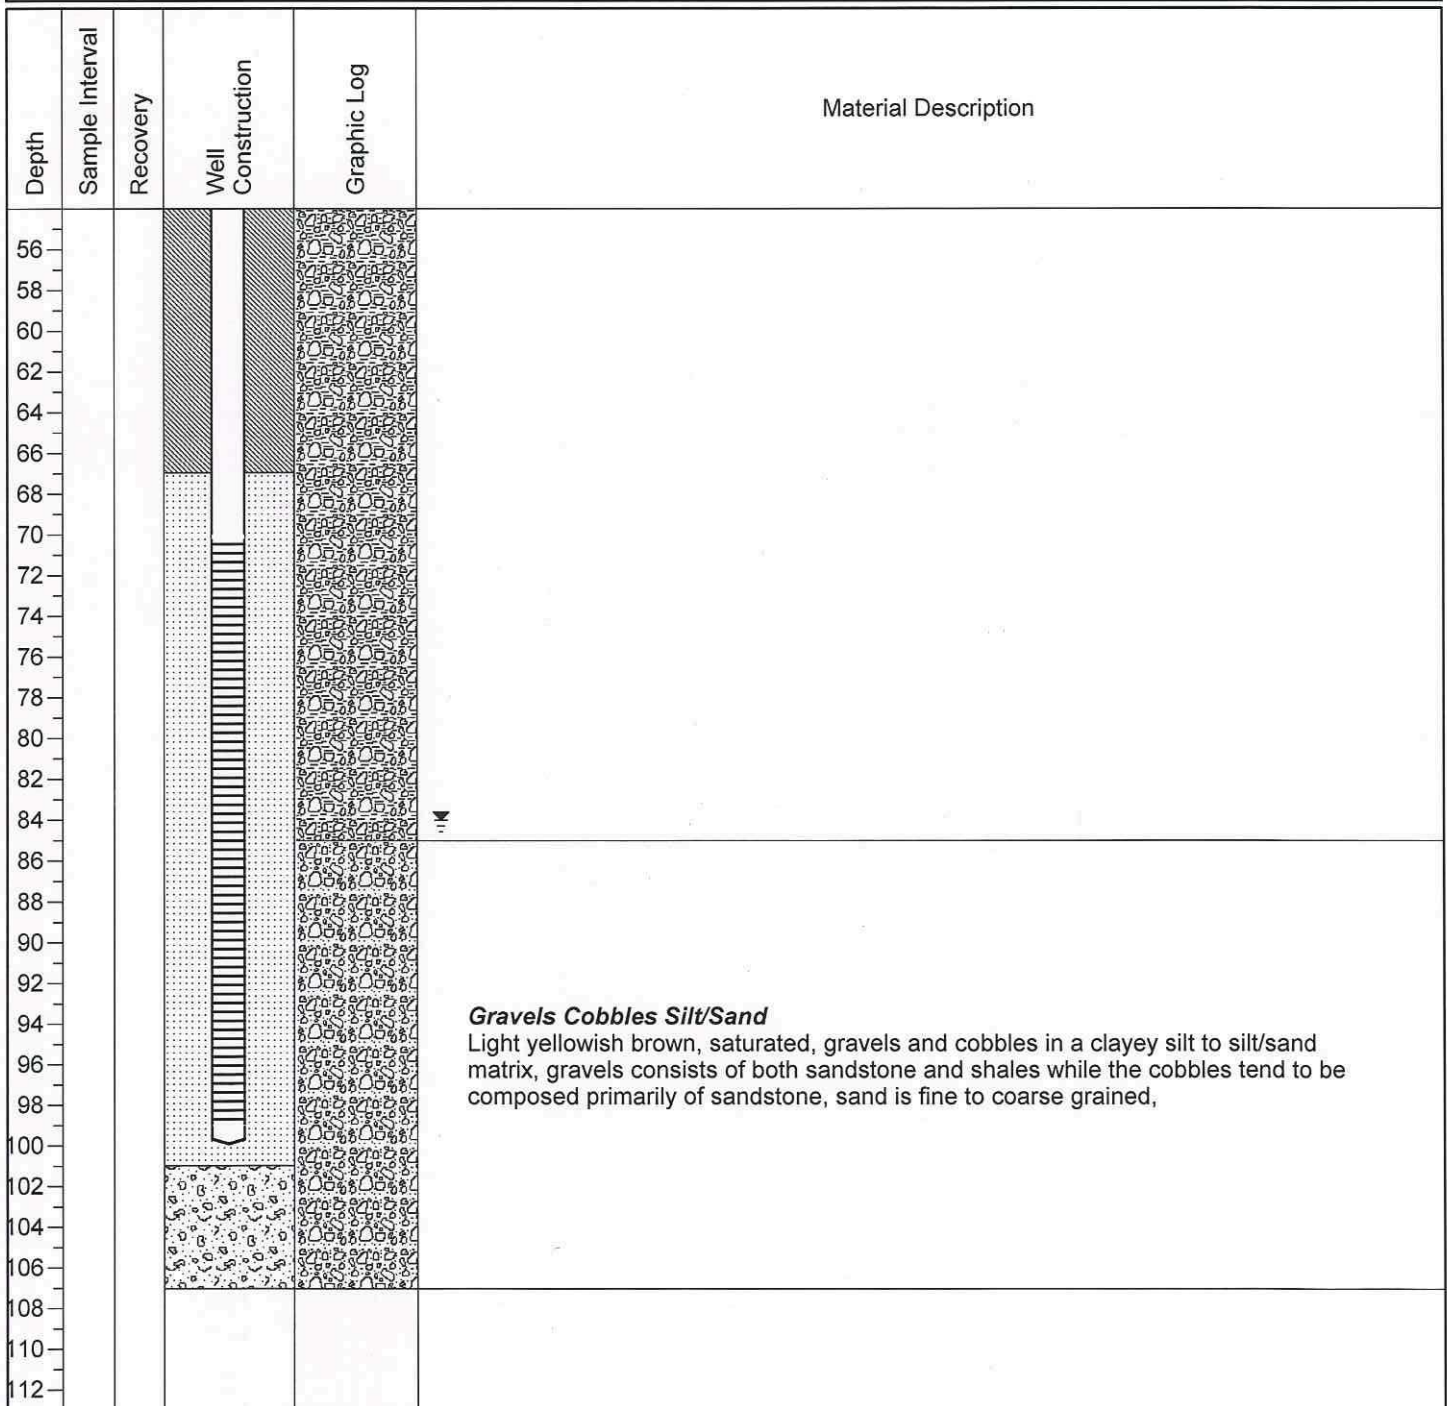 Depth
Sample Interval
Recovery
Well
Construction
Graphic Log
Material Description
56
58
60
62
64
66
68
70
72
74
76
78
80
82
84
86
88
90
92
94
96
98
100
102
104
106
108
110
112
Gravels Cobbles Silt/Sand
Light yellowish brown, saturated, gravels and cobbles in a clayey silt to silt/sand
matrix, gravels consists of both sandstone and shales while the cobbles tend to be
composed primarily of sandstone, sand is fine to coarse grained,